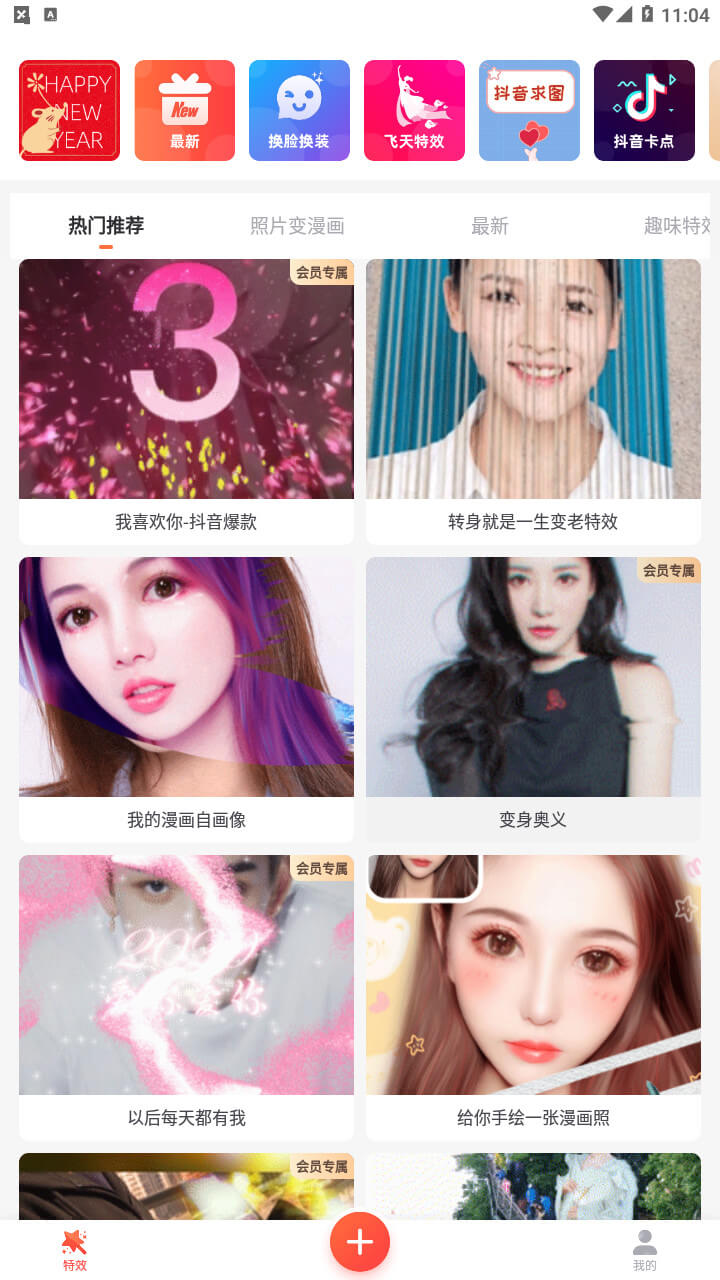 11:04
HAPPY
NEW
YEAR
New
最新
换脸换装
飞天特效
抖音求图
抖音卡点
热门推荐
照片变漫画
最新
趣味特效
会员专属
3
我喜欢你-抖音爆款
转身就是一生变老特效
会员专属
我的漫画自画像
变身奥义
会员专属
以后每天都有我
给你手绘一张漫画照
会员专属
特效
我的